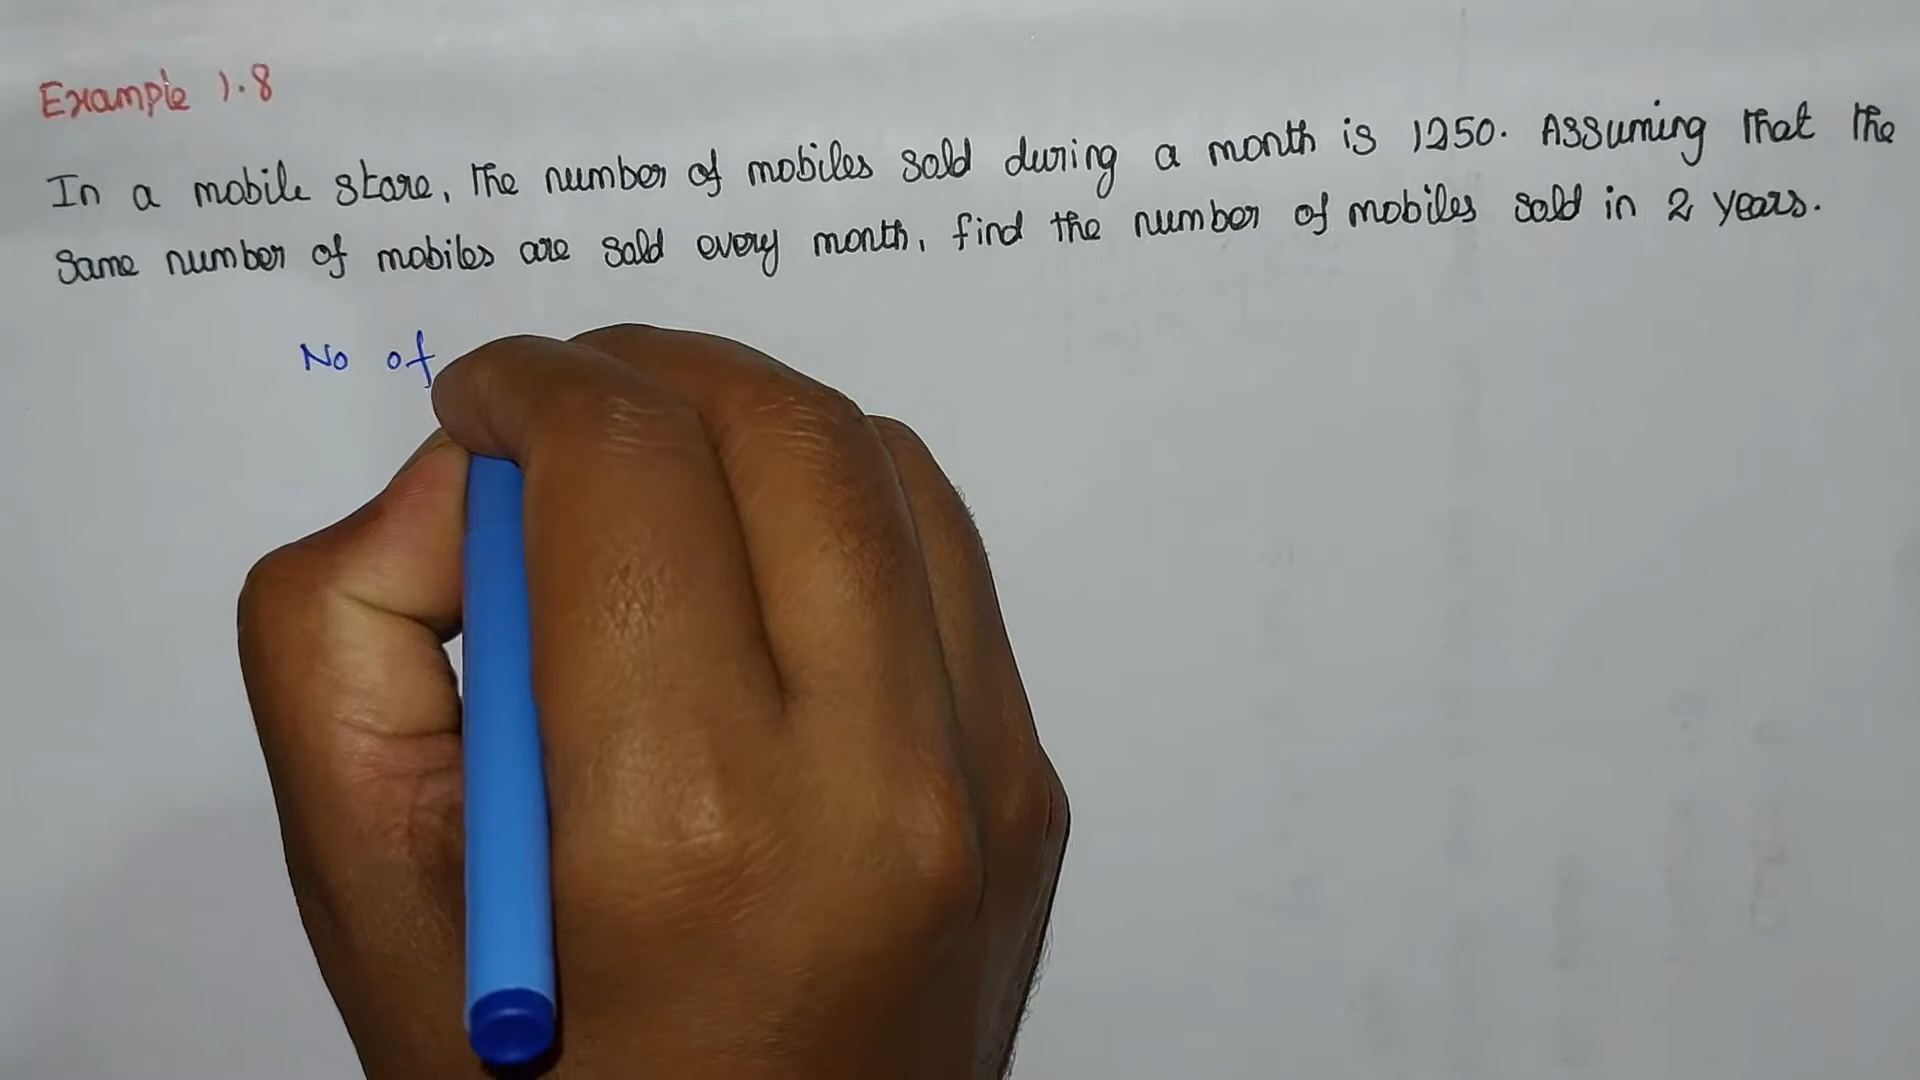 Example 1.8
In a mobile store, the number of mobiles sold during a month is 1250. Assuming that the
Same number of mobiles are sold every month, find the number of mobiles sold in 2 years.
No of